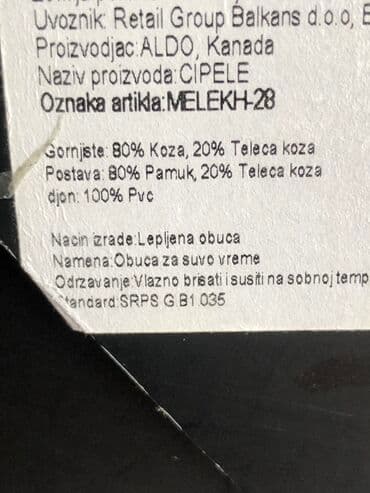 Uvoznik: Retail Group Balkans d.o.o,
Proizvodjac:ALDO, Kanada
Naziv proizvoda:CIPELE
Oznaka artikla:MELEKH-28
Gornjiste: 80% Koza, 20% Teleca koza
Postava: 80% Pamuk, 20% Teleca koza
djon: 100% Pvc
Nacin izrade:Lepljena obuca
Namena:Obuca za suvo vreme
Odrzavanje:Vlazno brisati i susiti na sobnoj temp
Standard:SRPS G.B1.035